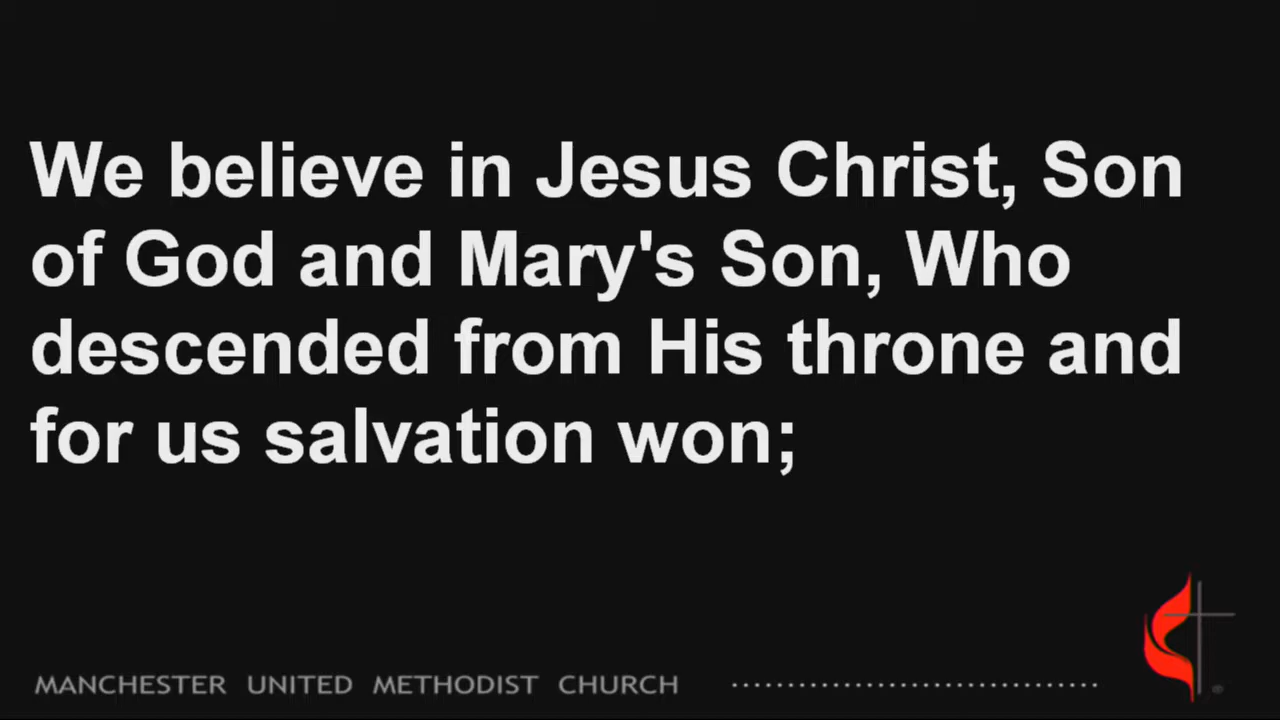 We believe in Jesus Christ, Son
of God and Mary's Son, Who
descended from His throne and
for us salvation won;
MANCHESTER UNITED METHODIST CHURCH
®